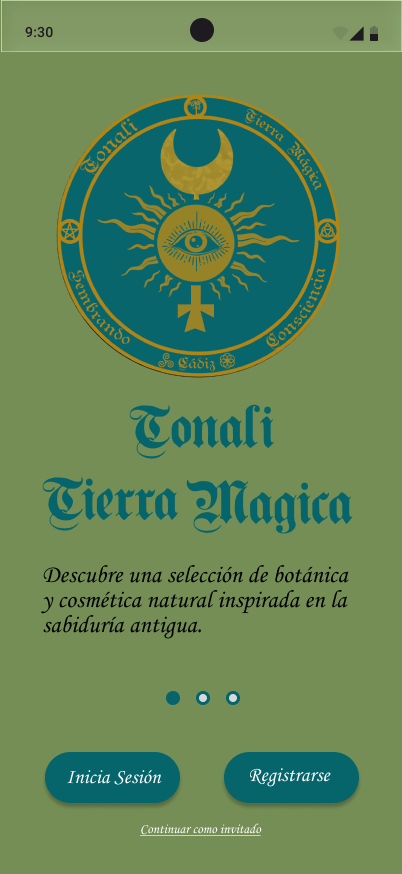 9:30
Tonali
Tierra Mágica
Sembrando
Consciencia
Cádiz
Tonali
Tierra Magica
Descubre una selección de botánica
y cosmética natural inspirada en la
sabiduría antigua.
Inicia Sesión
Registrarse
Continuar como invitado